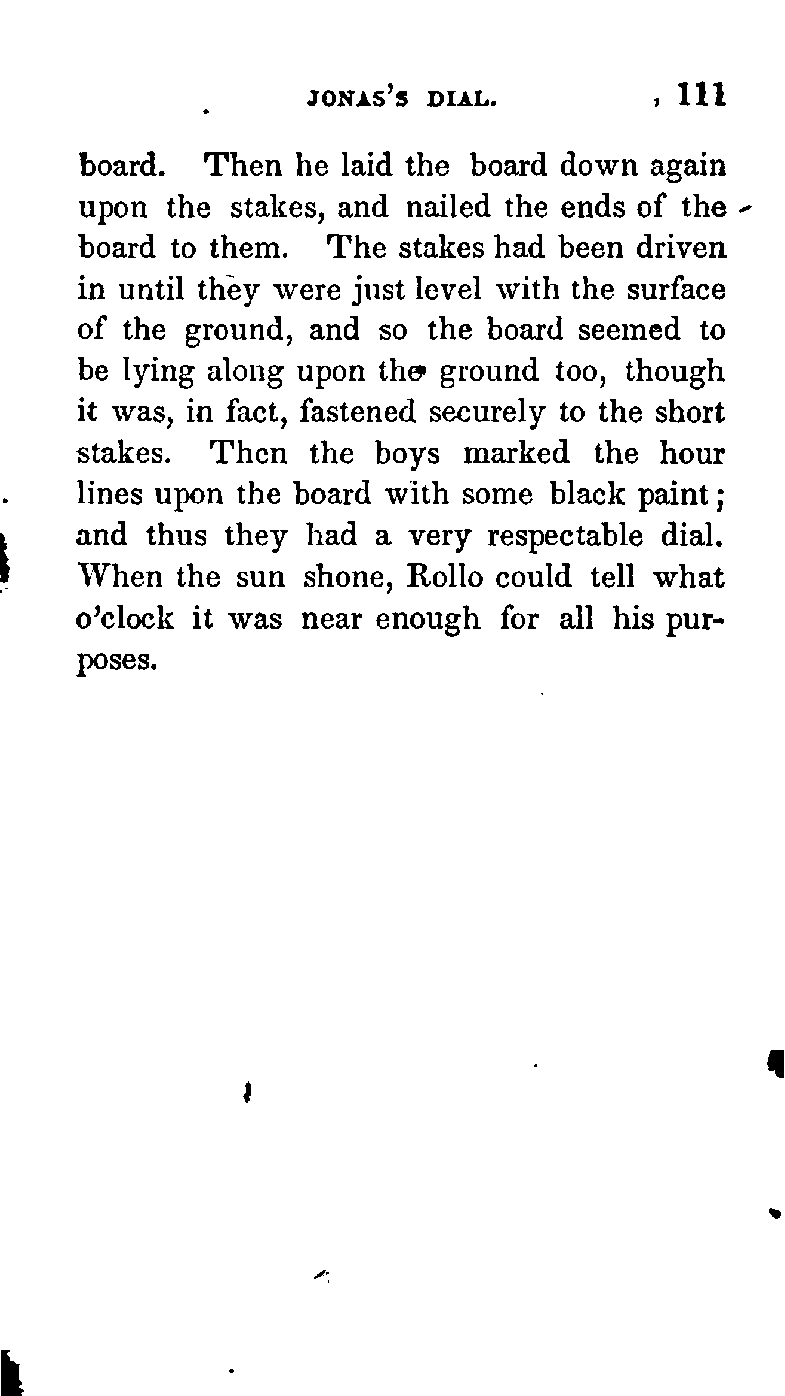 JONAS'S DIAL. 111
board. Then he laid the board down again
upon the stakes, and nailed the ends of the
board to them. The stakes had been driven
in until they were just level with the surface
of the ground, and so the board seemed to
be lying along upon the ground too, though
it was, in fact, fastened securely to the short
stakes. Then the boys marked the hour
lines upon the board with some black paint;
and thus they had a very respectable dial.
When the sun shone, Rollo could tell what
o'clock it was near enough for all his pur-
poses.